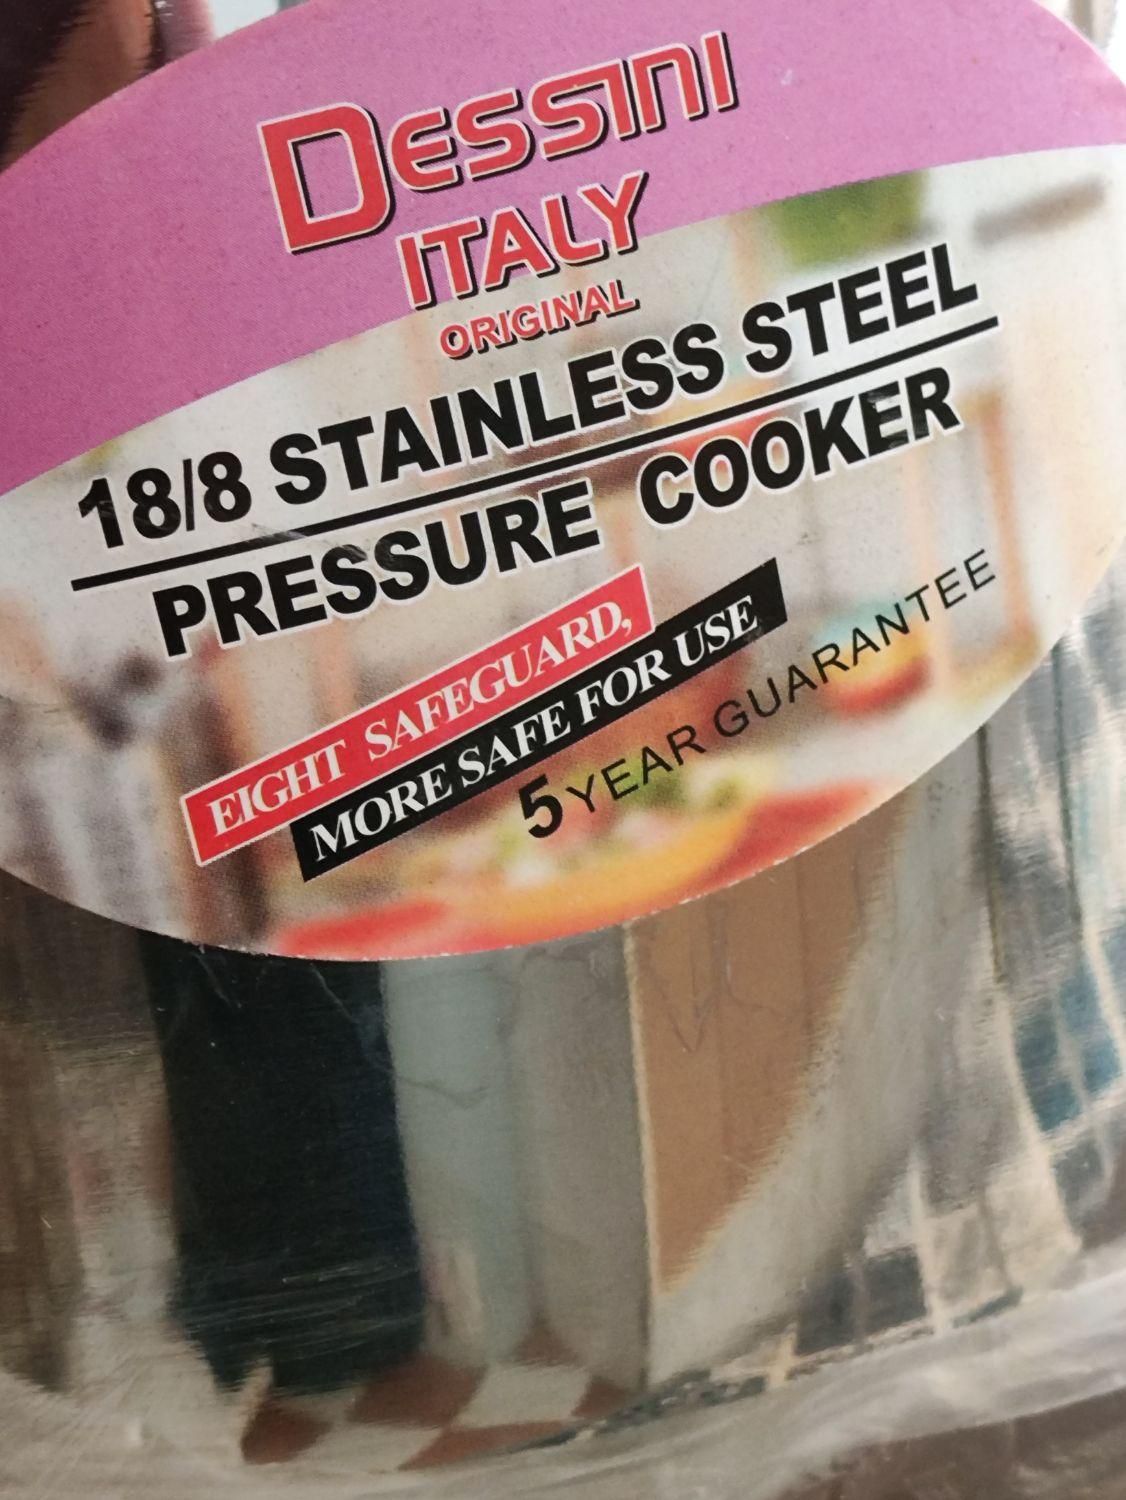 DESSINI
ITALY
ORIGINAL
18/8 STAINLESS STEEL
PRESSURE COOKER
EIGHT SAFEGUARD,
MORE SAFE FOR USE
5 YEAR GUARANTEE